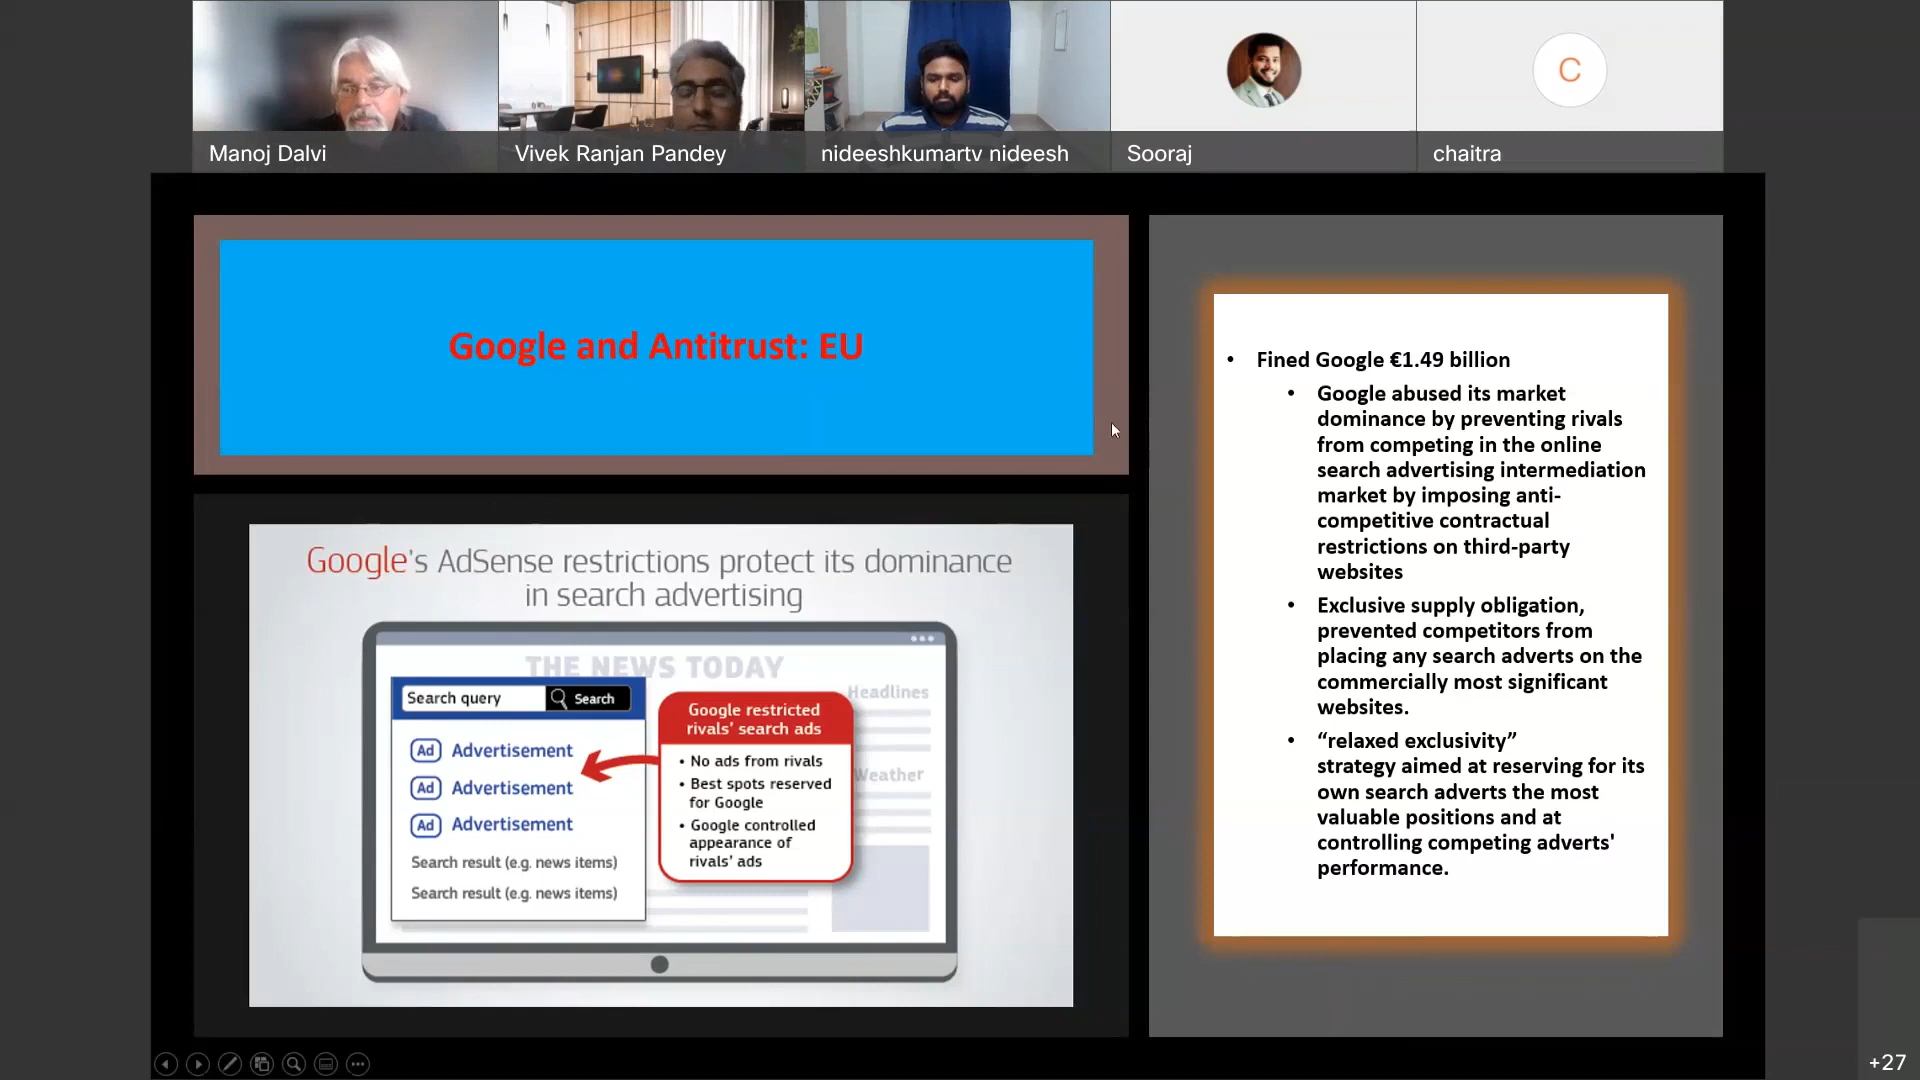 Manoj Dalvi
Vivek Ranjan Pandey
nideeshkumartv nideesh
Sooraj
C
chaitra
Google and Antitrust: EU
Google's AdSense restrictions protect its dominance
in search advertising
THE NEWS TODAY
Search query
Search
Ad Advertisement
Ad Advertisement
Ad Advertisement
Search result (e.g. news items)
Search result (e.g. news items)
Google restricted
rivals' search ads
• No ads from rivals
• Best spots reserved
for Google
• Google controlled
appearance of
rivals' ads
Headlines
Weather
• Fined Google €1.49 billion
• Google abused its market
dominance by preventing rivals
from competing in the online
search advertising intermediation
market by imposing anti-
competitive contractual
restrictions on third-party
websites
• Exclusive supply obligation,
prevented competitors from
placing any search adverts on the
commercially most significant
websites.
• “relaxed exclusivity”
strategy aimed at reserving for its
own search adverts the most
valuable positions and at
controlling competing adverts'
performance.
+27